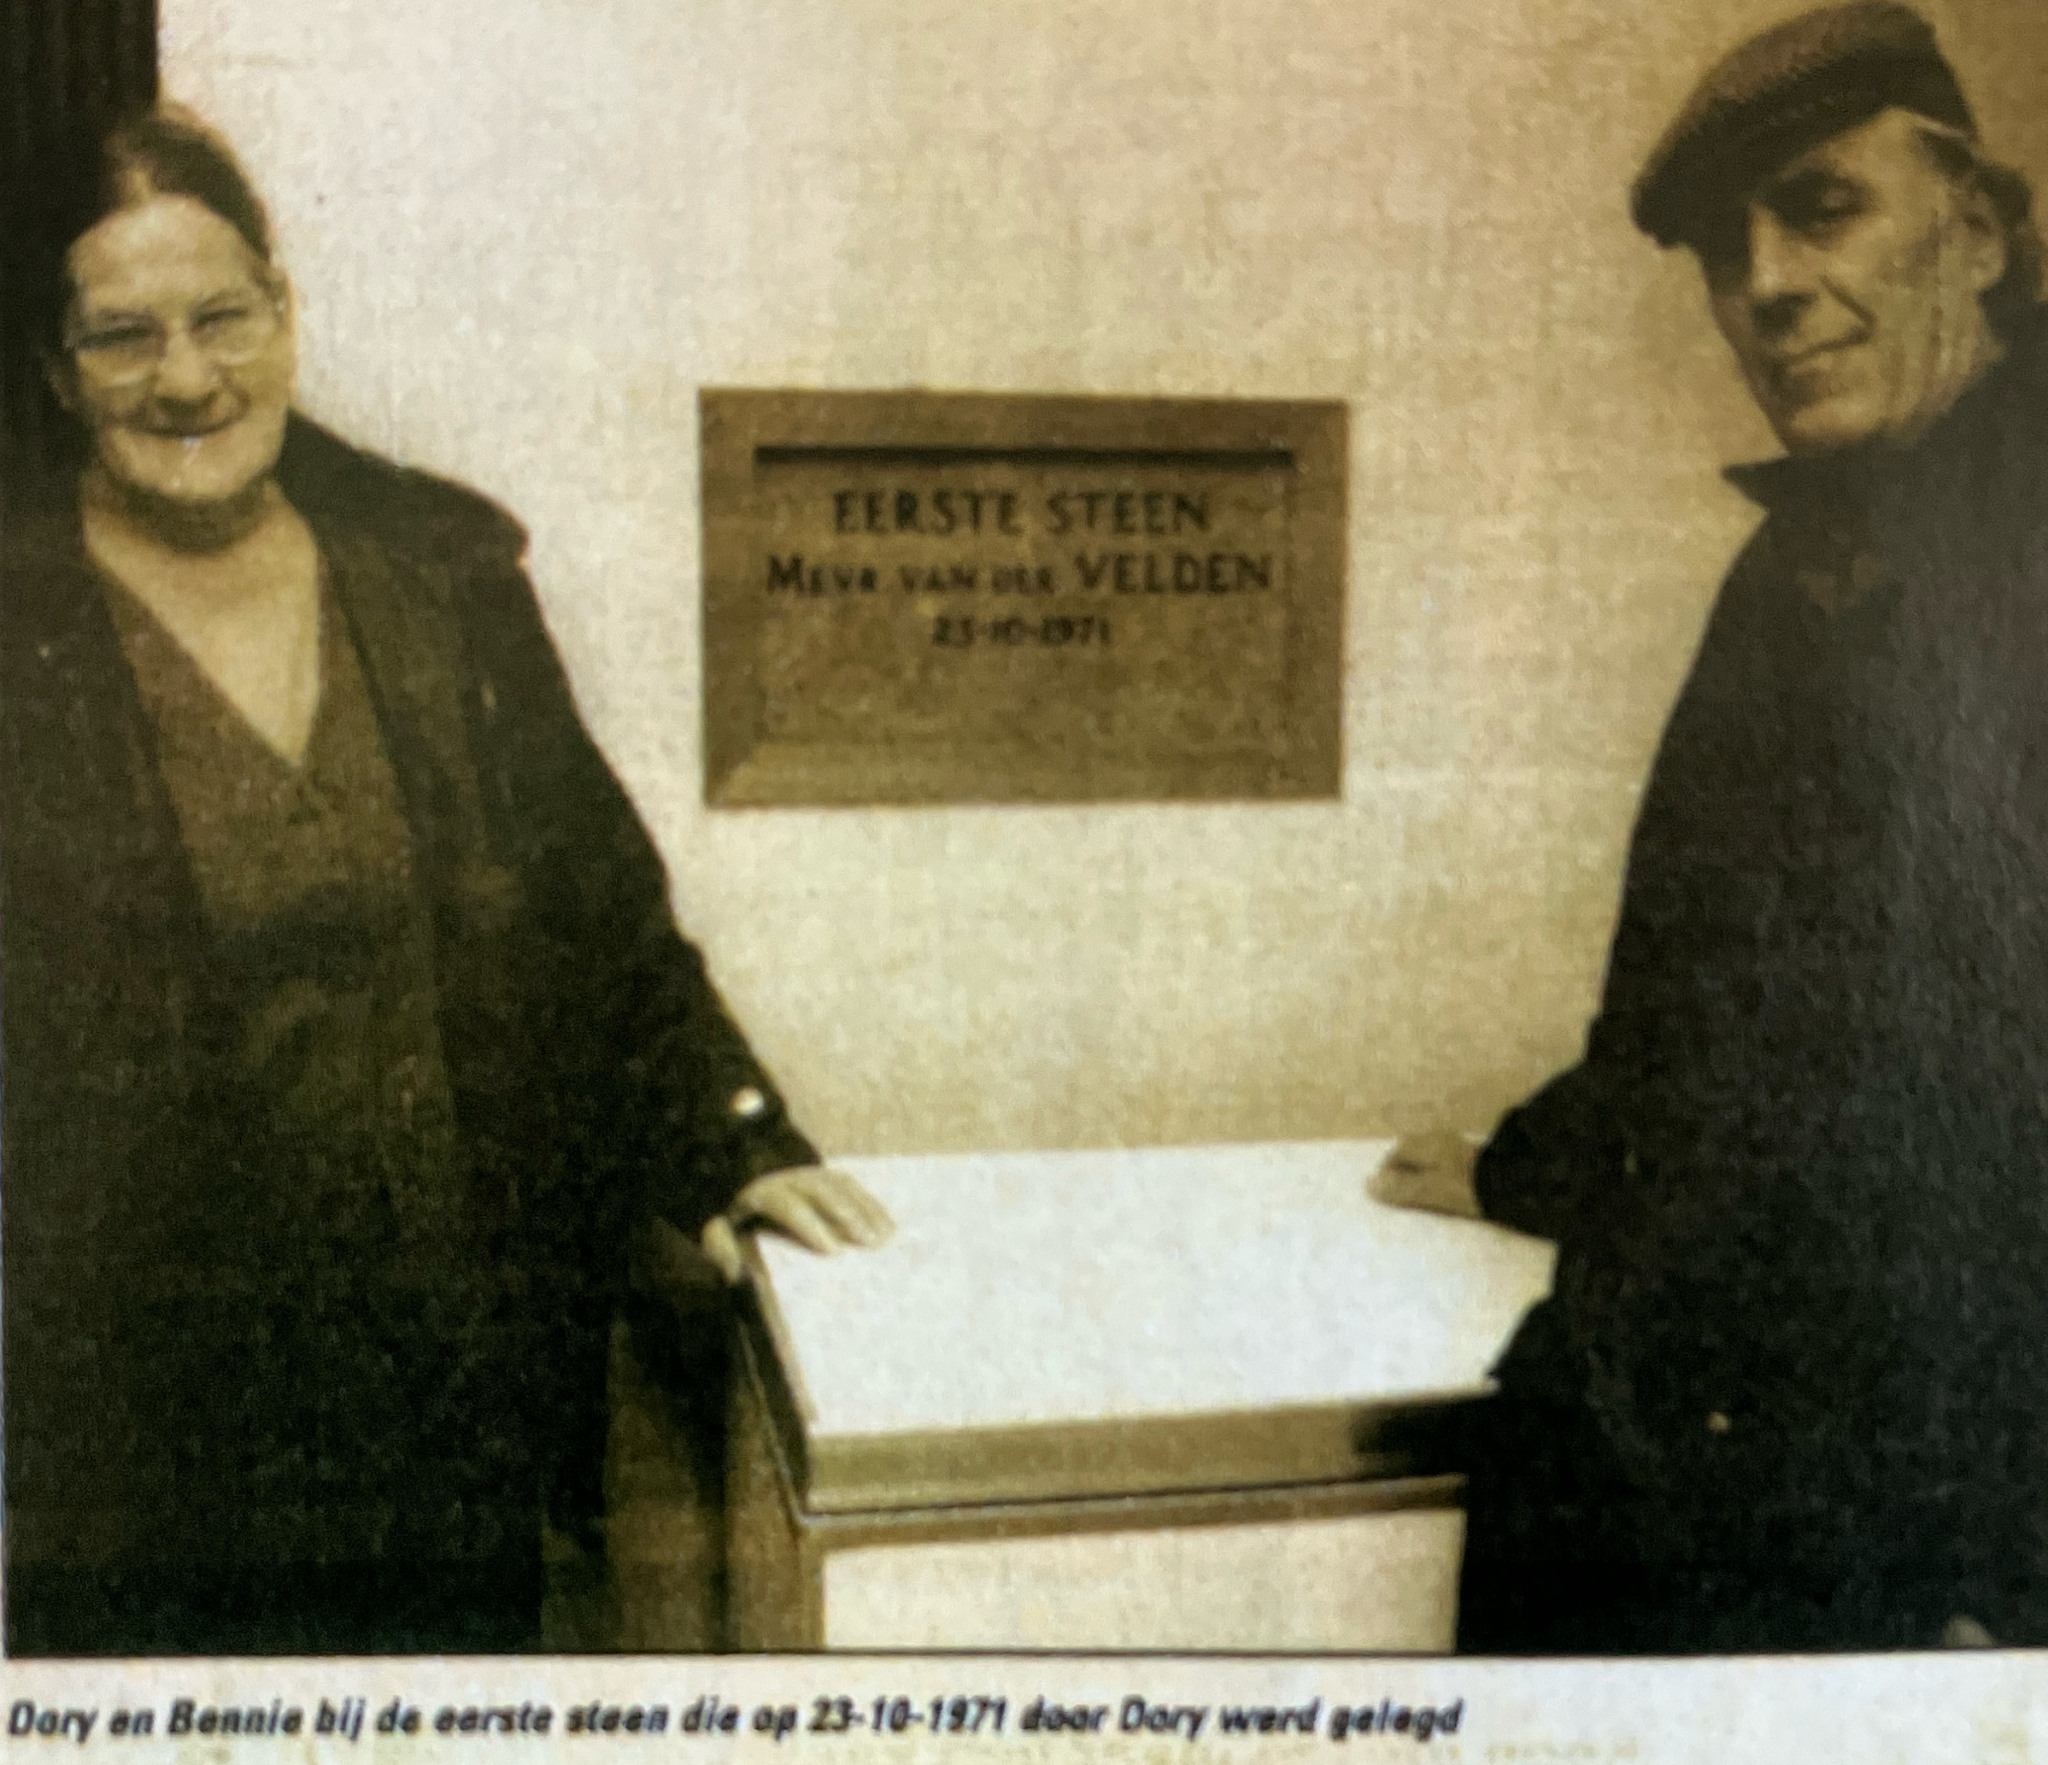 EERSTE STEEN
MEVR VAN DER VELDEN
23-10-1971
Dory en Bennie bij de eerste steen die op 23-10-1971 door Dory werd gelegd